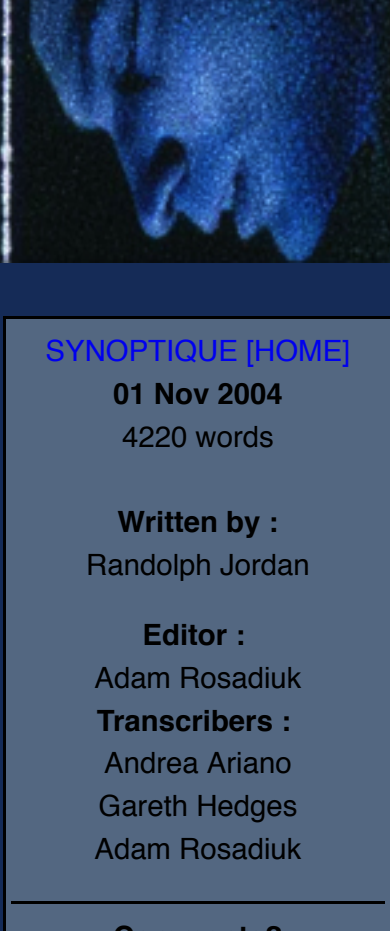 SYNOPTIQUE [HOME]
01 Nov 2004
4220 words
Written by :
Randolph Jordan
Editor :
Adam Rosadiuk
Transcribers :
Andrea Ariano
Gareth Hedges
Adam Rosadiuk